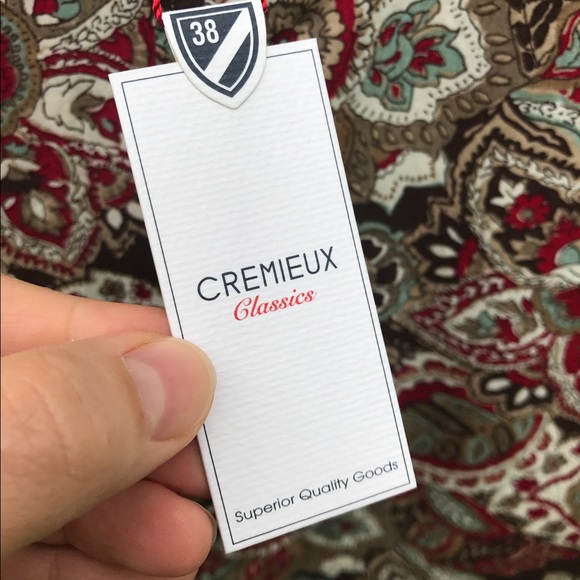 38
CREMIEUX
Classics
Superior Quality Goods